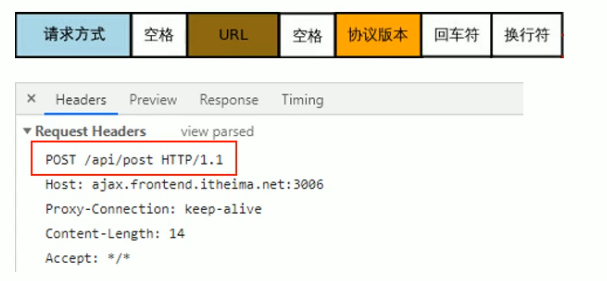 请求方式 空格 URL 空格 协议版本 回车符 换行符
× Headers Preview Response Timing
▼Request Headers view parsed
POST /api/post HTTP/1.1
Host: ajax.frontend.itheima.net:3006
Proxy-Connection: keep-alive
Content-Length: 14
Accept: */*